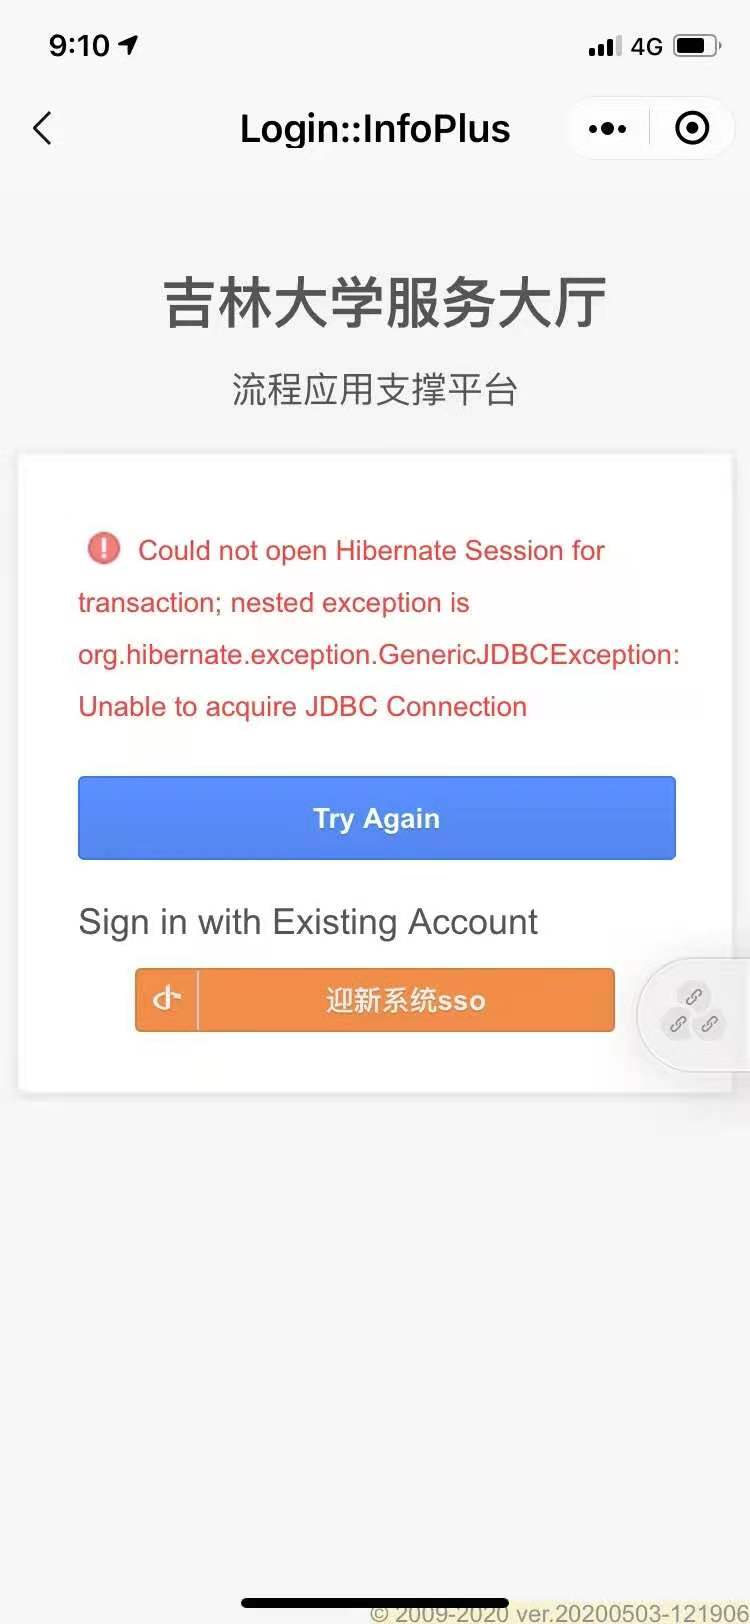 9:10
4G
Login::InfoPlus
吉林大学服务大厅
流程应用支撑平台
Could not open Hibernate Session for
transaction; nested exception is
org.hibernate.exception.GenericJDBCException:
Unable to acquire JDBC Connection
Try Again
Sign in with Existing Account
迎新系统sso
© 2009-2020 ver.20200503-121906